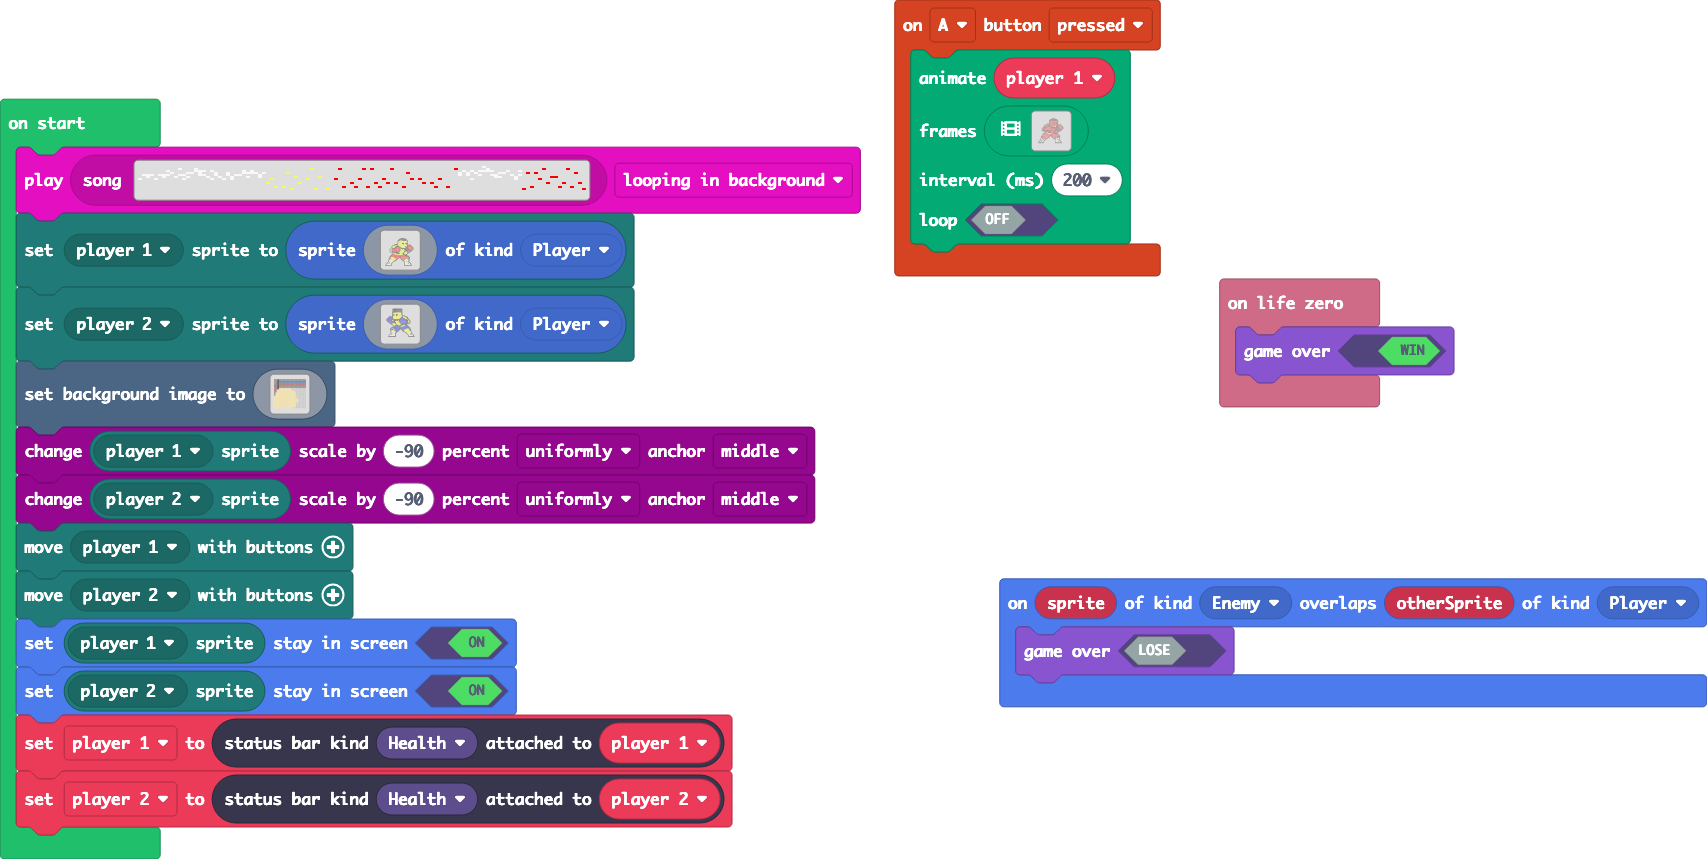 on start
play song looping in background
set player 1 sprite to sprite of kind Player
set player 2 sprite to sprite of kind Player
set background image to
change player 1 sprite scale by -90 percent uniformly anchor middle
change player 2 sprite scale by -90 percent uniformly anchor middle
move player 1 with buttons
move player 2 with buttons
set player 1 sprite stay in screen ON
set player 2 sprite stay in screen ON
set player 1 to status bar kind Health attached to player 1
set player 2 to status bar kind Health attached to player 2
on A button pressed
animate player 1
frames
interval (ms) 200
loop OFF
on life zero
game over WIN
on sprite of kind Enemy overlaps otherSprite of kind Player
game over LOSE